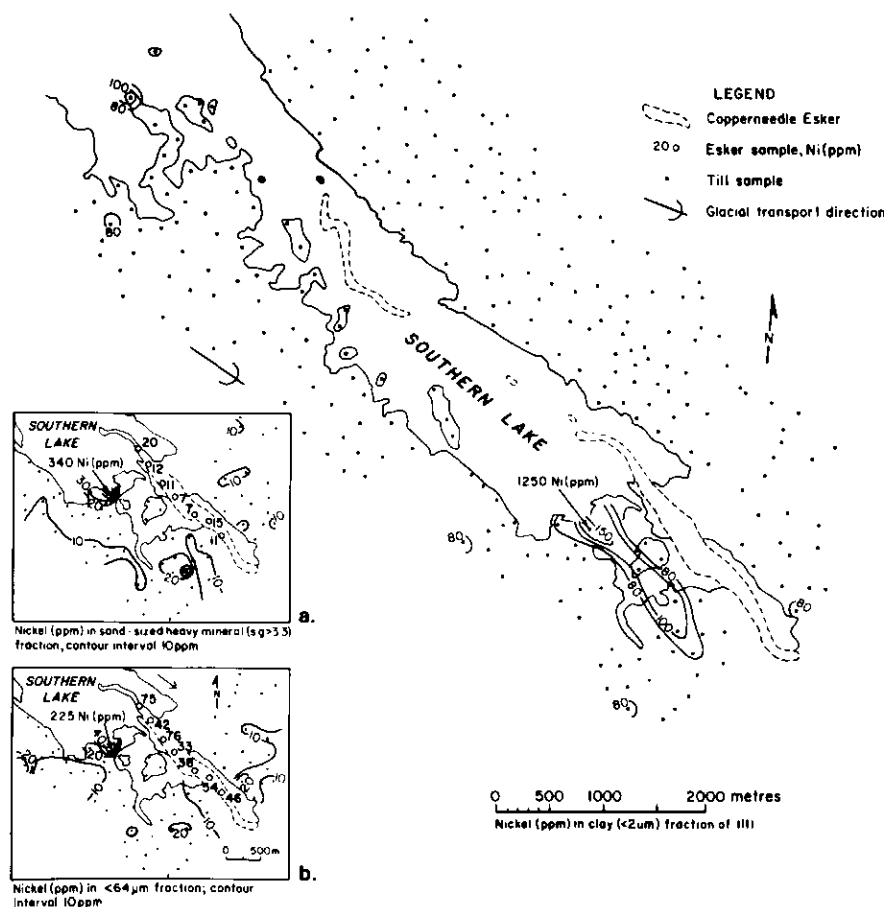 100
80
80
LEGEND
Copperneedle Esker
20 Esker sample, Ni(ppm)
Till sample
Glacial transport direction
N
SOUTHERN LAKE
1250 Ni(ppm)
150
80
80
100
80
80
80
0 500 1000 2000 metres
Nickel (ppm) in clay (<2um) fraction of till
SOUTHERN
LAKE
340 Ni(ppm)
20
12
11
7
7
15
11
30
20
10
10
10
10
10
20
a.
Nickel (ppm) in sand-sized heavy mineral (sg>3.3)
fraction, contour interval 10ppm
SOUTHERN
LAKE
N
225 Ni(ppm)
75
42
76
33
38
54
46
20
10
10
10
10
20
0 500m
b.
Nickel (ppm) in <64µm fraction; contour
Interval 10ppm